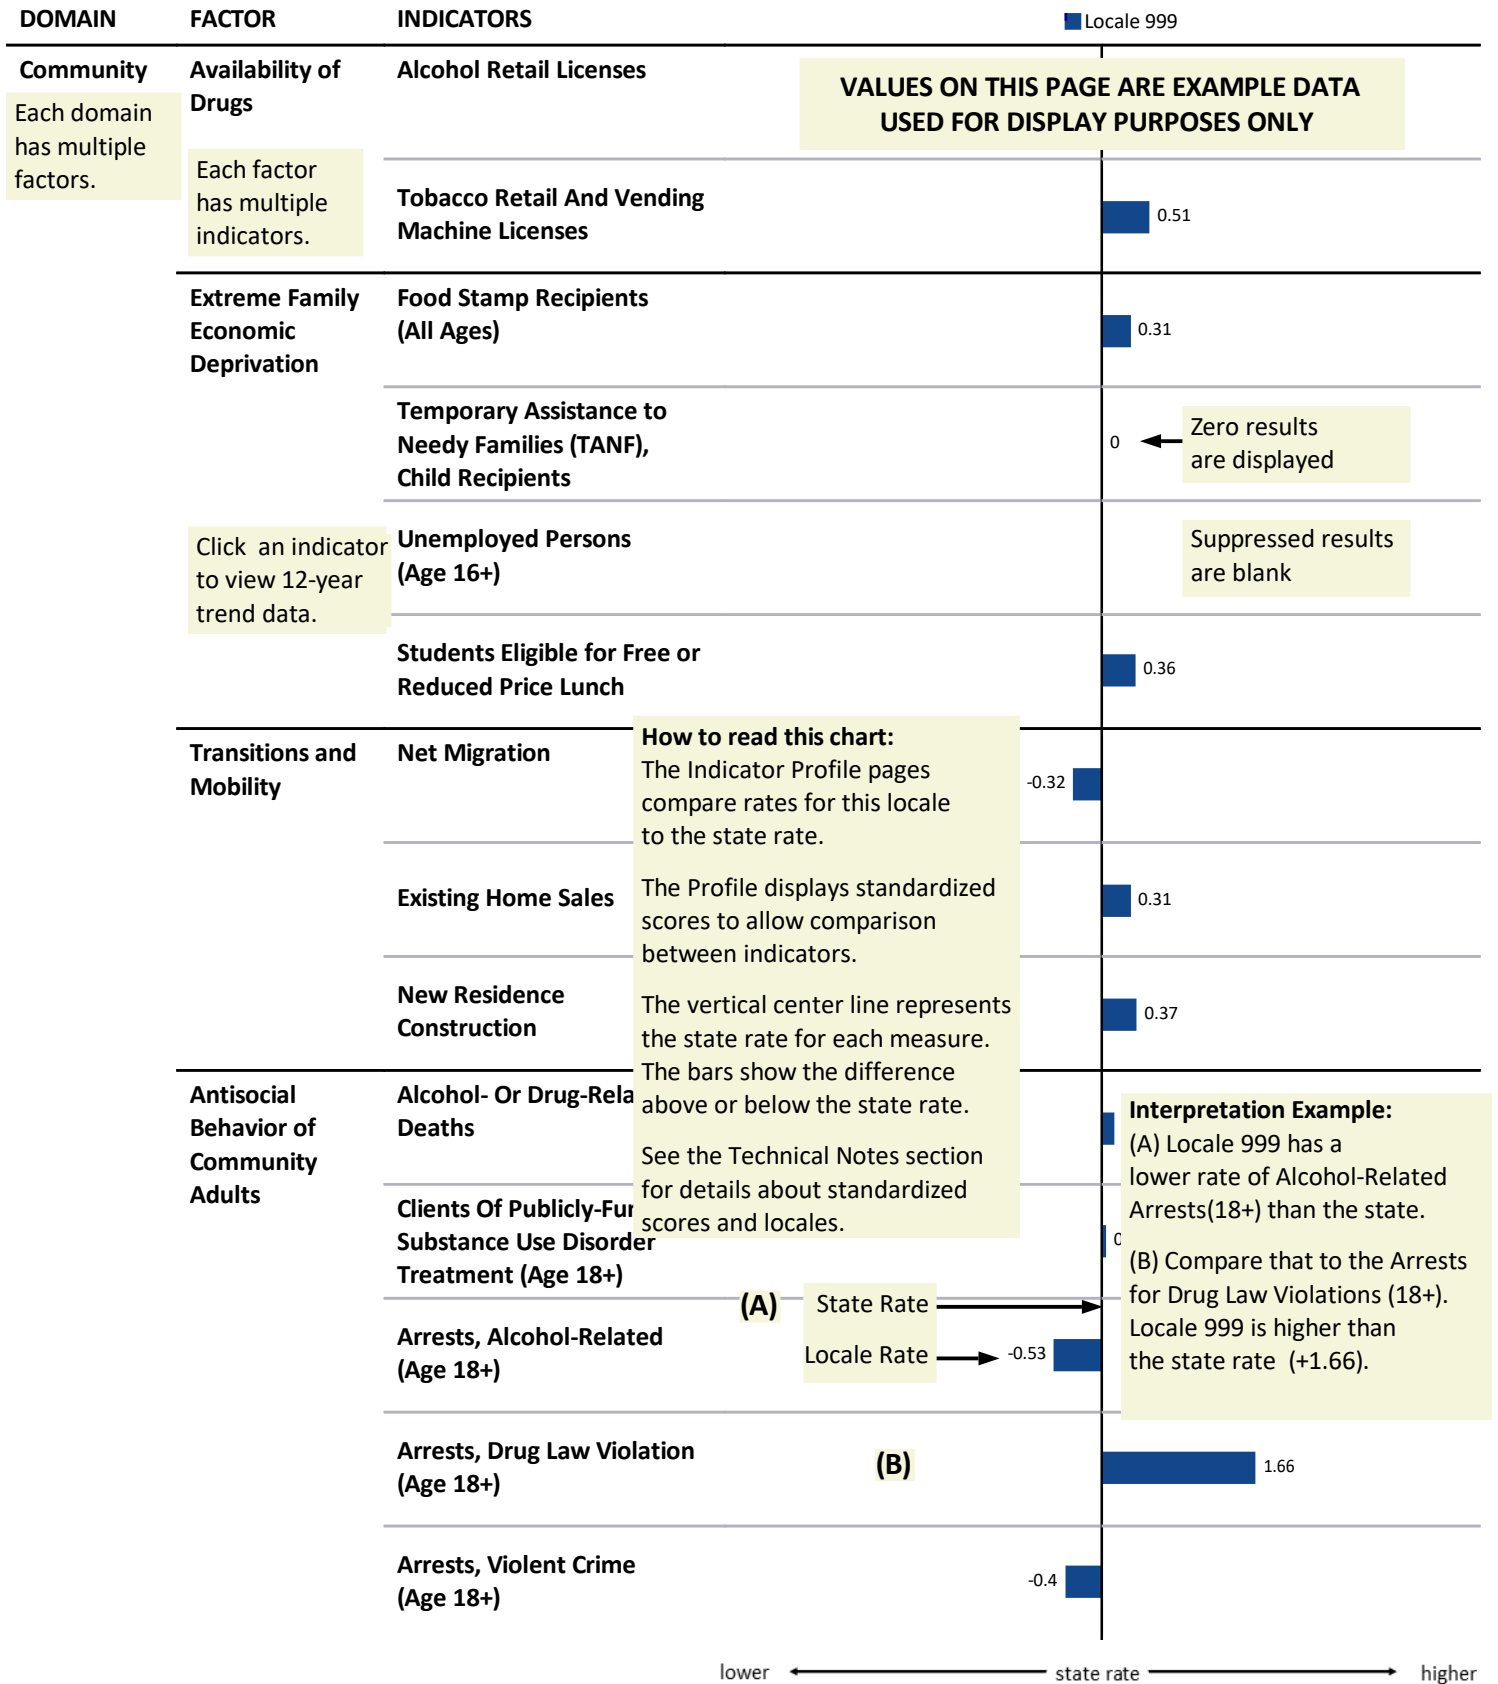 DOMAIN FACTOR INDICATORS
Locale 999
Community
Each domain
has multiple
factors.
Availability of
Drugs
Each factor
has multiple
indicators.
Alcohol Retail Licenses
VALUES ON THIS PAGE ARE EXAMPLE DATA
USED FOR DISPLAY PURPOSES ONLY
Tobacco Retail And Vending
Machine Licenses
0.51
Extreme Family
Economic
Deprivation
Food Stamp Recipients
(All Ages)
0.31
Temporary Assistance to
Needy Families (TANF),
Child Recipients
0
Zero results
are displayed
Click an indicator
to view 12-year
trend data.
Unemployed Persons
(Age 16+)
Suppressed results
are blank
Students Eligible for Free or
Reduced Price Lunch
0.36
Transitions and
Mobility
Net Migration
-0.32
How to read this chart:
The Indicator Profile pages
compare rates for this locale
to the state rate.
The Profile displays standardized
scores to allow comparison
between indicators.
The vertical center line represents
the state rate for each measure.
The bars show the difference
above or below the state rate.
See the Technical Notes section
for details about standardized
scores and locales.
Existing Home Sales
0.31
New Residence
Construction
0.37
Antisocial
Behavior of
Community
Adults
Alcohol- Or Drug-Rela
Deaths
Interpretation Example:
(A) Locale 999 has a
lower rate of Alcohol-Related
Arrests(18+) than the state.
(B) Compare that to the Arrests
for Drug Law Violations (18+).
Locale 999 is higher than
the state rate (+1.66).
Clients Of Publicly-Fu
Substance Use Disorder
Treatment (Age 18+)
(A) State Rate
Locale Rate
Arrests, Alcohol-Related
(Age 18+)
-0.53
Arrests, Drug Law Violation
(Age 18+)
(B)
1.66
Arrests, Violent Crime
(Age 18+)
-0.4
lower state rate higher